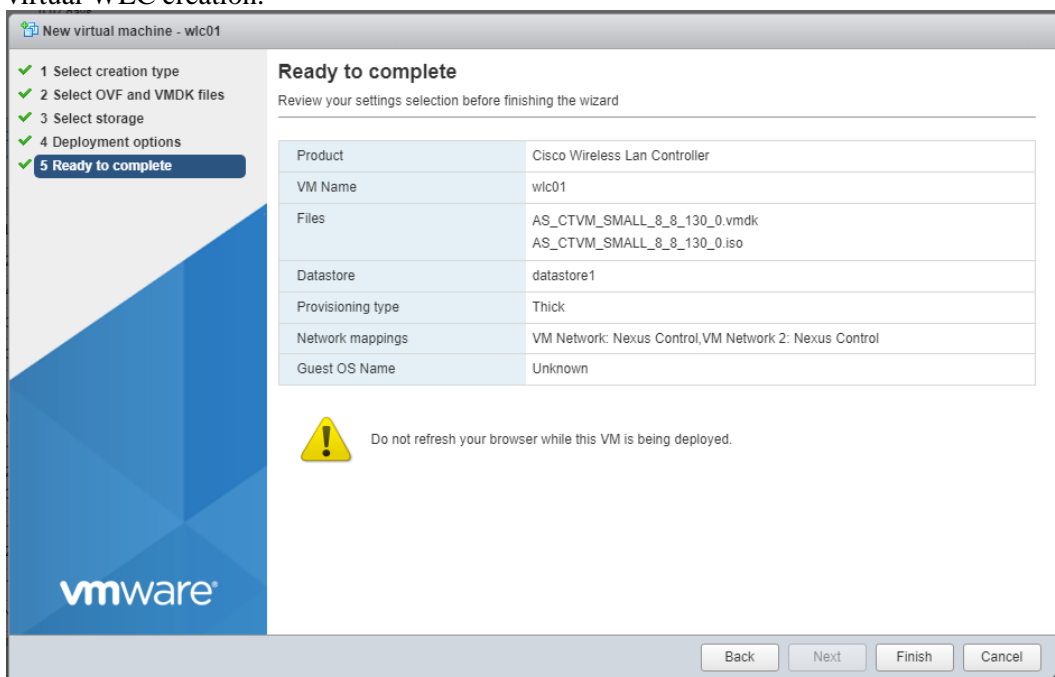 virtual WLC creation.
New virtual machine - wlc01
1 Select creation type
2 Select OVF and VMDK files
3 Select storage
4 Deployment options
5 Ready to complete
Ready to complete
Review your settings selection before finishing the wizard
Product Cisco Wireless Lan Controller
VM Name wlc01
Files AS_CTVM_SMALL_8_8_130_0.vmdk
AS_CTVM_SMALL_8_8_130_0.iso
Datastore datastore1
Provisioning type Thick
Network mappings VM Network: Nexus Control,VM Network 2: Nexus Control
Guest OS Name Unknown
Do not refresh your browser while this VM is being deployed.
vmware®
Back Next Finish Cancel